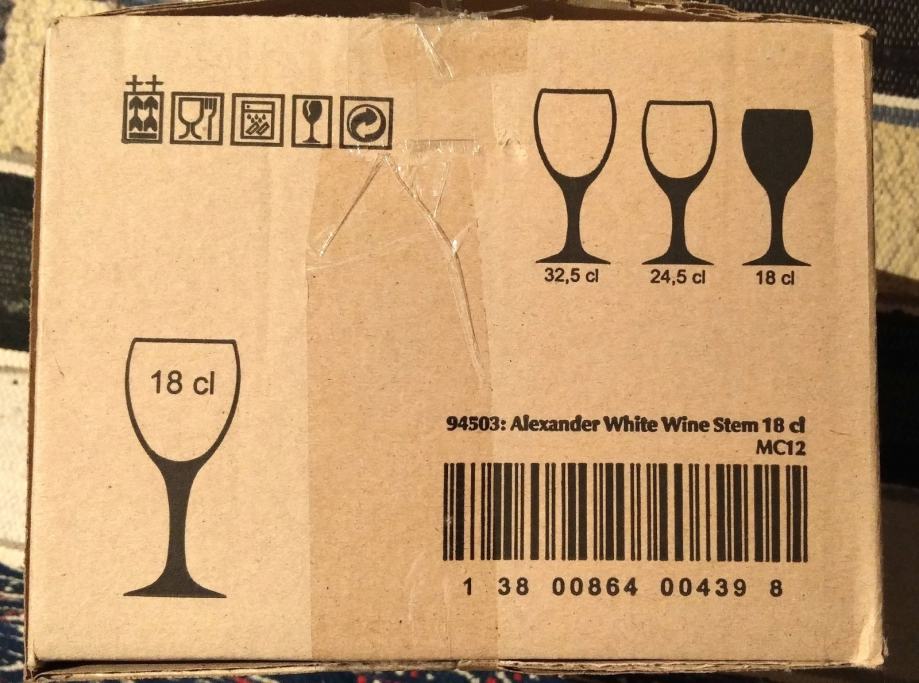 32,5 cl 24,5 cl 18 cl
18 cl
94503: Alexander White Wine Stem 18 cl
MC12
1 38 00864 00439 8